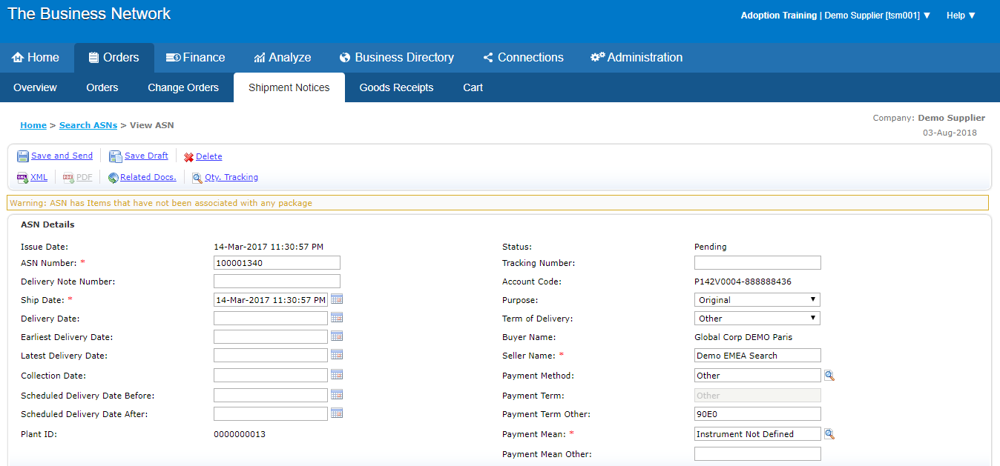 The Business Network
Adoption Training | Demo Supplier [tsm001] ▼ Help ▼
Home Orders Finance Analyze Business Directory Connections Administration
Overview Orders Change Orders Shipment Notices Goods Receipts Cart
Home > Search ASNs > View ASN
Company: Demo Supplier
03-Aug-2018
Save and Send Save Draft Delete
XML PDF Related Docs. Qty. Tracking
Warning: ASN has Items that have not been associated with any package
ASN Details
Issue Date: 14-Mar-2017 11:30:57 PM Status: Pending
ASN Number: * 100001340 Tracking Number:
Delivery Note Number: Account Code: P142V0004-888888436
Ship Date: * 14-Mar-2017 11:30:57 PM Purpose: Original
Delivery Date: Term of Delivery: Other
Earliest Delivery Date: Buyer Name: Global Corp DEMO Paris
Latest Delivery Date: Seller Name: * Demo EMEA Search
Collection Date: Payment Method: Other
Scheduled Delivery Date Before: Payment Term: Other
Scheduled Delivery Date After: Payment Term Other: 90E0
Plant ID: 0000000013 Payment Mean: * Instrument Not Defined
Payment Mean Other: